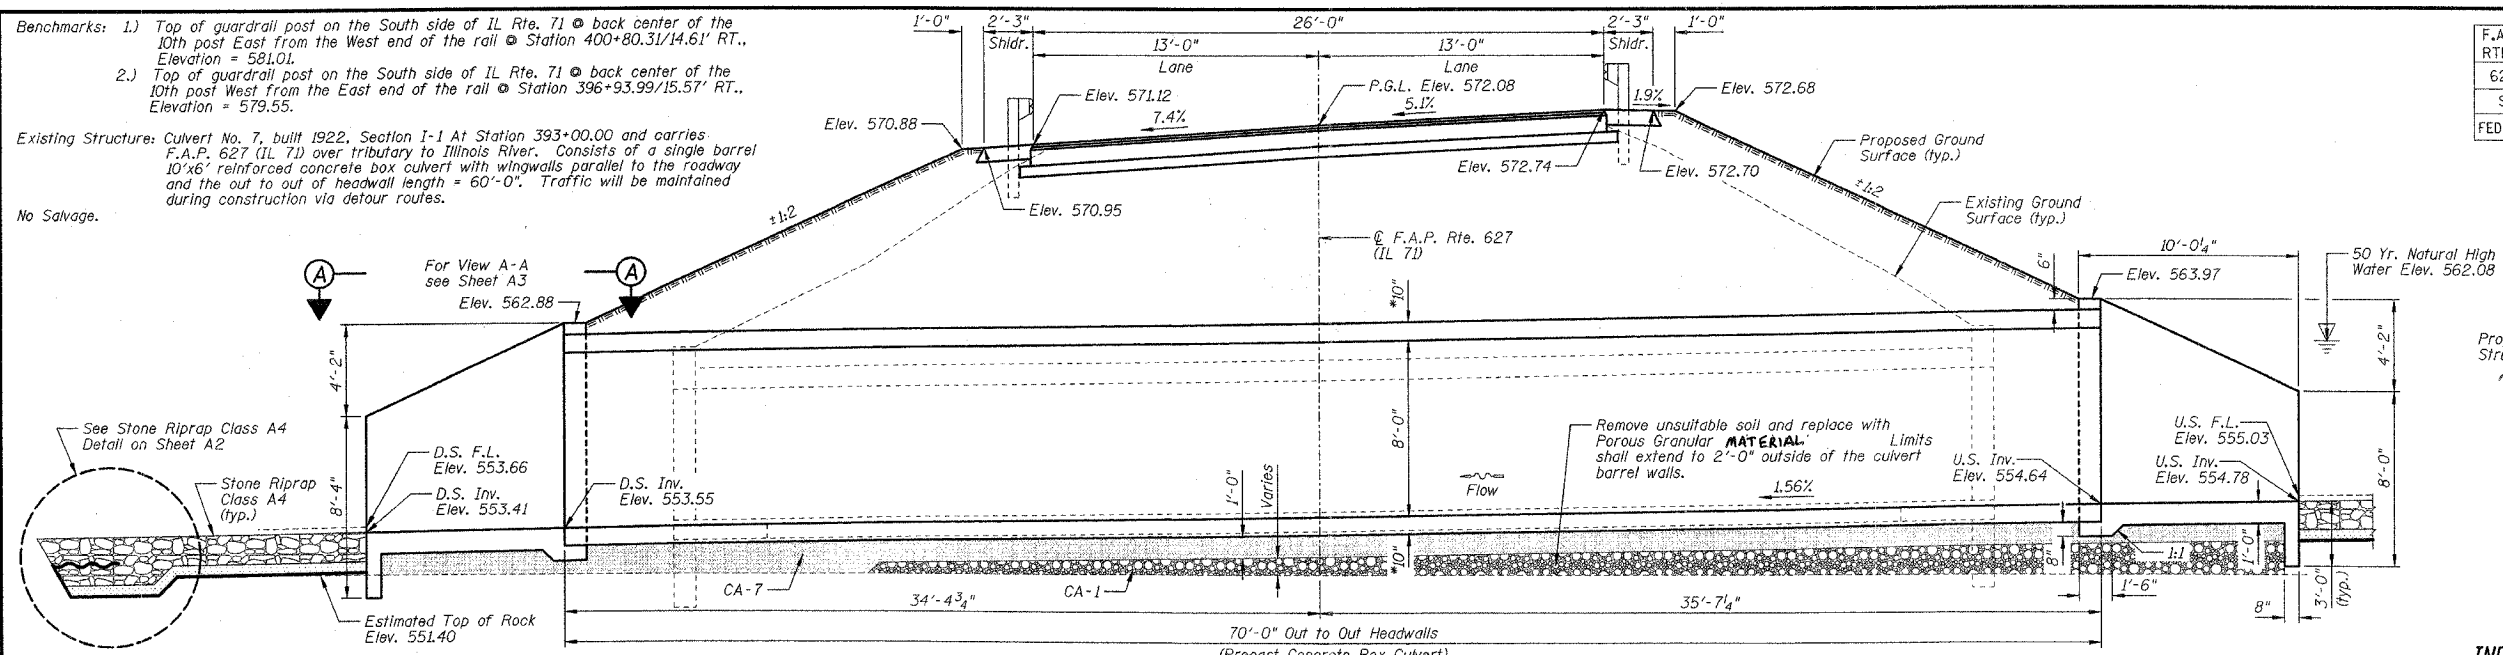 Benchmarks: 1.) Top of guardrail post on the South side of IL Rte. 71 @ back center of the
10th post East from the West end of the rail @ Station 400+80.31/14.61' RT.,
Elevation = 581.01.
2.) Top of guardrail post on the South side of IL Rte. 71 @ back center of the
10th post West from the East end of the rail @ Station 396+93.99/15.57' RT.,
Elevation = 579.55.
Existing Structure: Culvert No. 7, built 1922, Section I-1 At Station 393+00.00 and carries
F.A.P. 627 (IL 71) over tributary to Illinois River. Consists of a single barrel
10'x6' reinforced concrete box culvert with wingwalls parallel to the roadway
and the out to out of headwall length = 60'-0". Traffic will be maintained
during construction via detour routes.
No Salvage.
1'-0"
2'-3"
26'-0"
2'-3"
1'-0"
Shldr.
13'-0"
13'-0"
Shldr.
Lane
Lane
Elev. 571.12
P.G.L. Elev. 572.08
1.9%
Elev. 572.68
5.1%
7.4%
Elev. 570.88
Elev. 572.74
Elev. 572.70
Elev. 570.95
Proposed Ground
Surface (typ.)
±1:2
±1:2
Existing Ground
Surface (typ.)
℄ F.A.P. Rte. 627
(IL 71)
F.A
RT
62
S
FED
A
For View A-A
see Sheet A3
A
Elev. 562.88
*10"
6"
10'-0¼"
Elev. 563.97
50 Yr. Natural High
Water Elev. 562.08
4'-2"
4'-2"
Pro
Str
See Stone Riprap Class A4
Detail on Sheet A2
D.S. F.L.
Elev. 553.66
Stone Riprap
Class A4
(typ.)
D.S. Inv.
Elev. 553.41
D.S. Inv.
Elev. 553.55
8'-4"
8'-0"
Remove unsuitable soil and replace with
Porous Granular MATERIAL Limits
shall extend to 2'-0" outside of the culvert
barrel walls.
U.S. F.L.
Elev. 555.03
U.S. Inv.
Elev. 554.64
U.S. Inv.
Elev. 554.78
8'-0"
1'-0"
Varies
Flow
1.56%
*10"
8"
1:1
1'-0"
1'-6"
8"
3'-0"
(typ.)
CA-7
CA-1
34'-4¾"
35'-7¼"
Estimated Top of Rock
Elev. 551.40
70'-0" Out to Out Headwalls
(Precast Concrete Box Culvert)